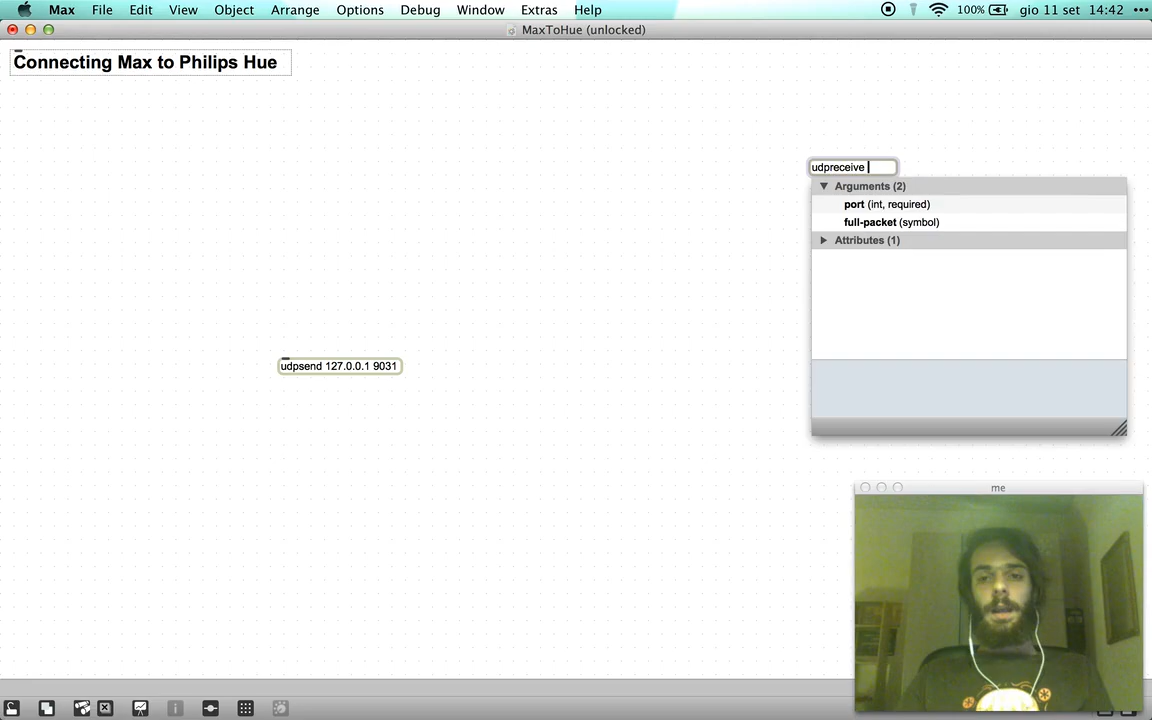 Max File Edit View Object Arrange Options Debug Window Extras Help 100% gio 11 set 14:42
MaxToHue (unlocked)
Connecting Max to Philips Hue
udpreceive
Arguments (2)
port (int, required)
full-packet (symbol)
Attributes (1)
udpsend 127.0.0.1 9031
me